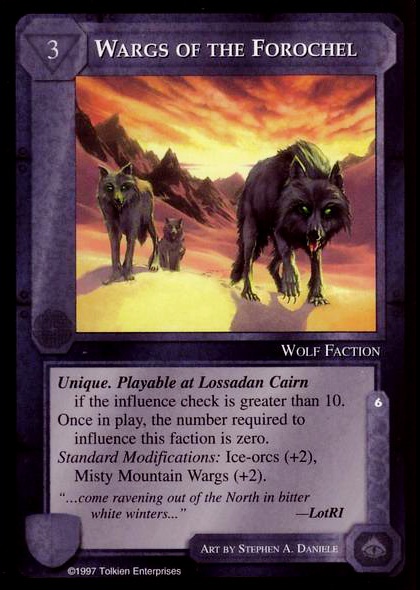 3
WARGS OF THE FOROCHEL
WOLF FACTION
Unique. Playable at Lossadan Cairn
if the influence check is greater than 10.
Once in play, the number required to
influence this faction is zero.
Standard Modifications: Ice-orcs (+2),
Misty Mountain Wargs (+2).
6
“...come ravening out of the North in bitter
white winters...” —LotRI
ART BY STEPHEN A. DANIELE
©1997 Tolkien Enterprises